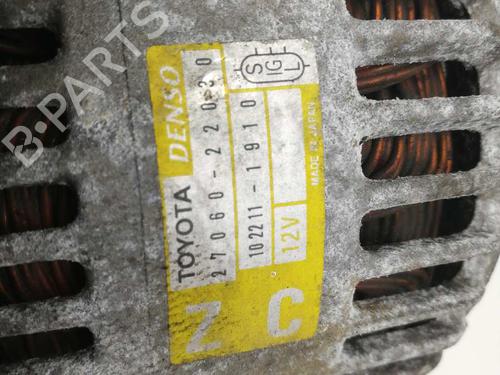 TOYOTA DENSO
27060-22030
102211-1910
12V
S
IG
MADE IN JAPAN
Z C
B-PARTS